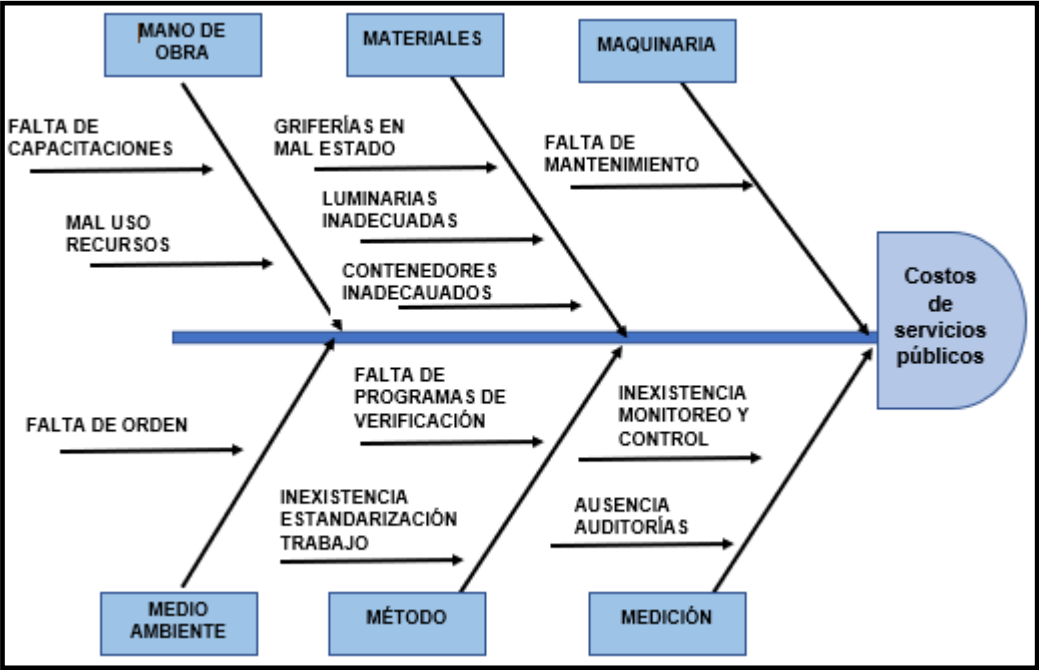 MANO DE
OBRA
MATERIALES
MAQUINARIA
FALTA DE
CAPACITACIONES
MAL USO
RECURSOS
GRIFERÍAS EN
MAL ESTADO
LUMINARIAS
INADECUADAS
CONTENEDORES
INADECAUADOS
FALTA DE
MANTENIMIENTO
Costos
de
servicios
públicos
FALTA DE ORDEN
FALTA DE
PROGRAMAS DE
VERIFICACIÓN
INEXISTENCIA
ESTANDARIZACIÓN
TRABAJO
INEXISTENCIA
MONITOREO Y
CONTROL
AUSENCIA
AUDITORÍAS
MEDIO
AMBIENTE
MÉTODO
MEDICIÓN